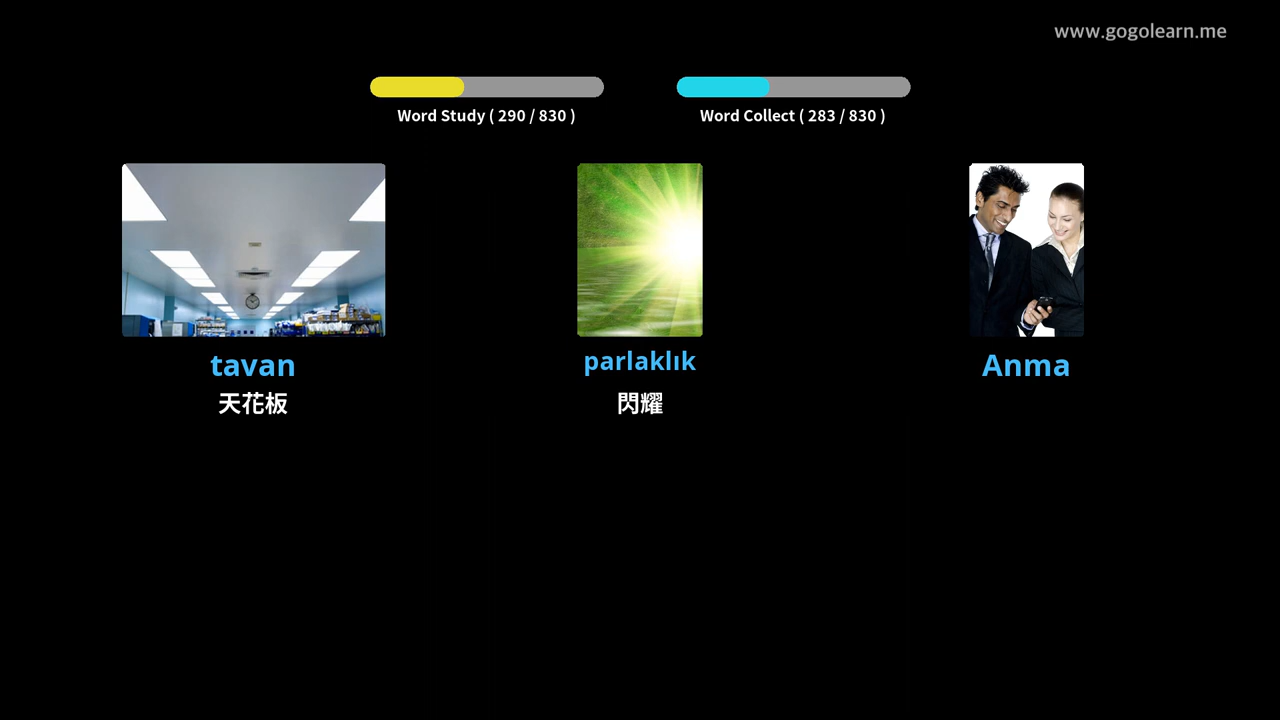 www.gogolearn.me
Word Study ( 290 / 830 )
Word Collect ( 283 / 830 )
tavan
parlaklık
Anma
天花板
閃耀